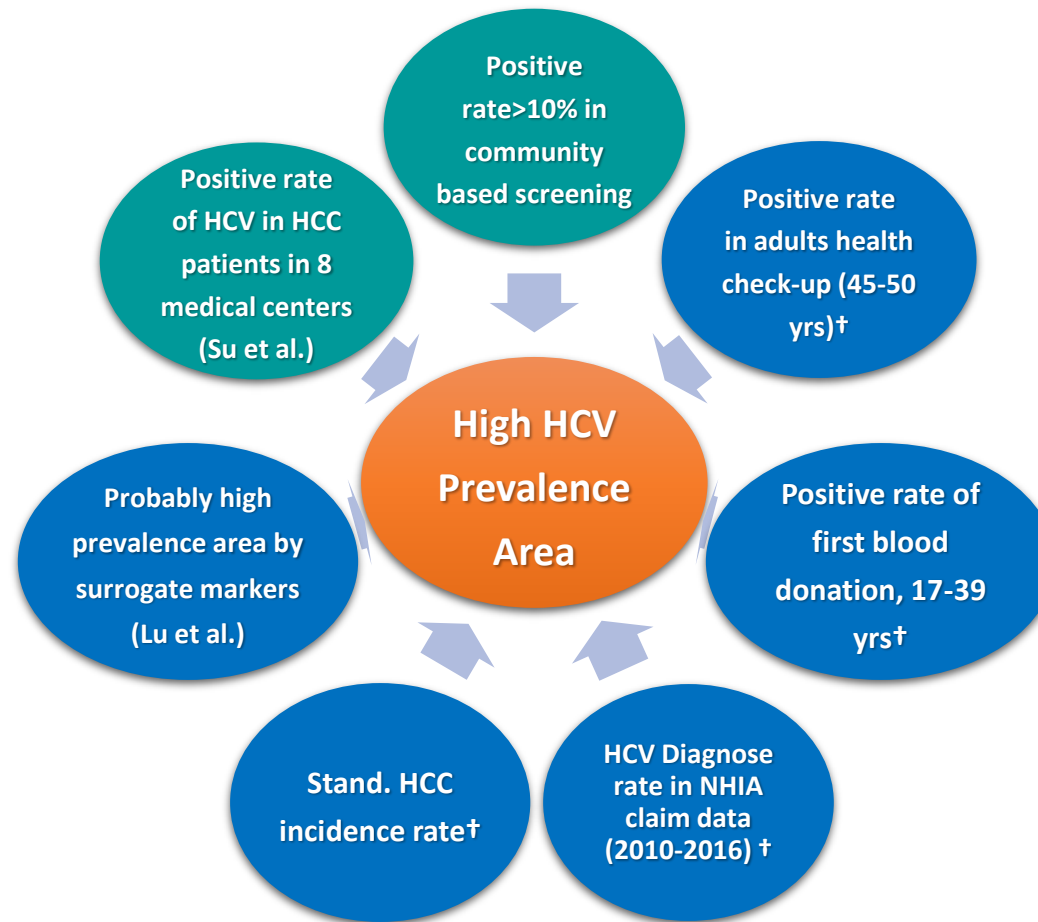 Positive
rate>10% in
community
based screening
Positive rate
of HCV in HCC
patients in 8
medical centers
(Su et al.)
Positive rate
in adults health
check-up (45-50
yrs)†
High HCV
Prevalence
Area
Probably high
prevalence area by
surrogate markers
(Lu et al.)
Positive rate of
first blood
donation, 17-39
yrs†
Stand. HCC
incidence rate†
HCV Diagnose
rate in NHIA
claim data
(2010-2016) †